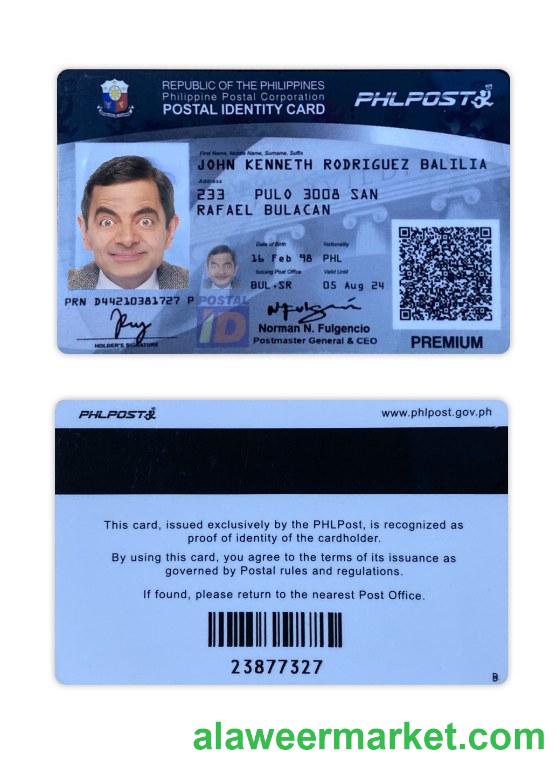 REPUBLIC OF THE PHILIPPINES
Philippine Postal Corporation
POSTAL IDENTITY CARD
PHLPOST
First Name, Middle Name, Surname, Suffix
JOHN KENNETH RODRIGUEZ BALILIA
Address
233 PULO 3008 SAN
RAFAEL BULACAN
Date of Birth Nationality
16 Feb 98 PHL
Issuing Post Office Valid Until
BUL-SR 05 Aug 24
PRN D44210381727 P
POSTAL
iD
HOLDER'S SIGNATURE
Norman N. Fulgencio
Postmaster General & CEO
PREMIUM
PHLPOST
www.phlpost.gov.ph
This card, issued exclusively by the PHLPost, is recognized as
proof of identity of the cardholder.
By using this card, you agree to the terms of its issuance as
governed by Postal rules and regulations.
If found, please return to the nearest Post Office.
23877327
B
alaweermarket.com